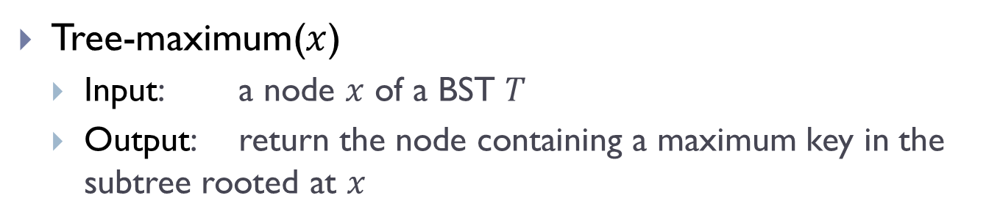 Tree-maximum(x)
Input: a node x of a BST T
Output: return the node containing a maximum key in the
subtree rooted at x